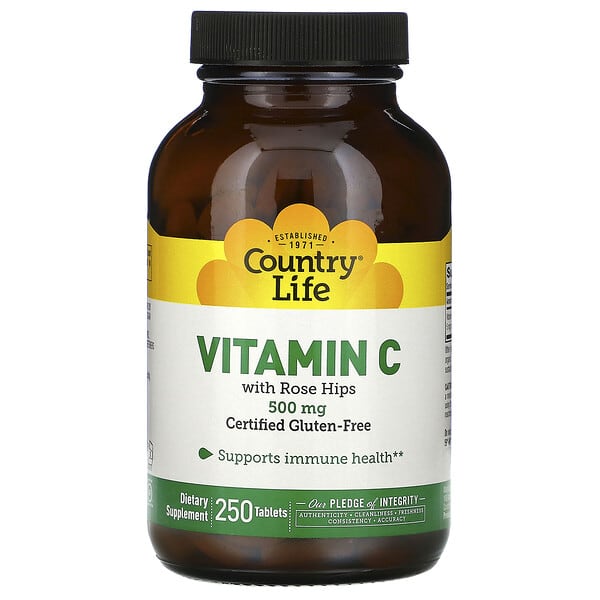 • ESTABLISHED •
1971
Country®
Life
VITAMIN C
with Rose Hips
500 mg
Certified Gluten-Free
Supports immune health**
Dietary
Supplement
250 Tablets
Our PLEDGE of INTEGRITY
AUTHENTICITY • CLEANLINESS • FRESHNESS
CONSISTENCY • ACCURACY